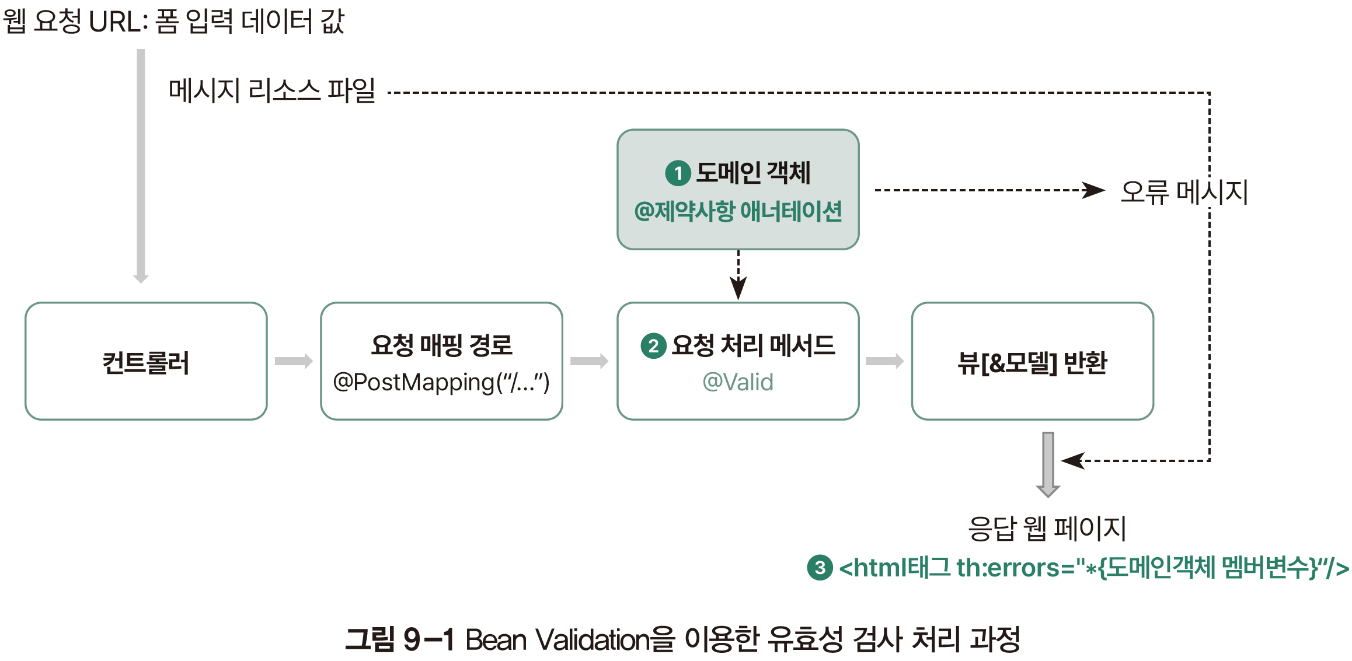 웹 요청 URL: 폼 입력 데이터 값
메시지 리소스 파일
1 도메인 객체
@제약사항 애너테이션
오류 메시지
컨트롤러
요청 매핑 경로
@PostMapping(“/...”)
2 요청 처리 메서드
@Valid
뷰[&모델] 반환
응답 웹 페이지
3 <html태그 th:errors="*{도메인객체 멤버변수}“/>
그림 9-1 Bean Validation을 이용한 유효성 검사 처리 과정